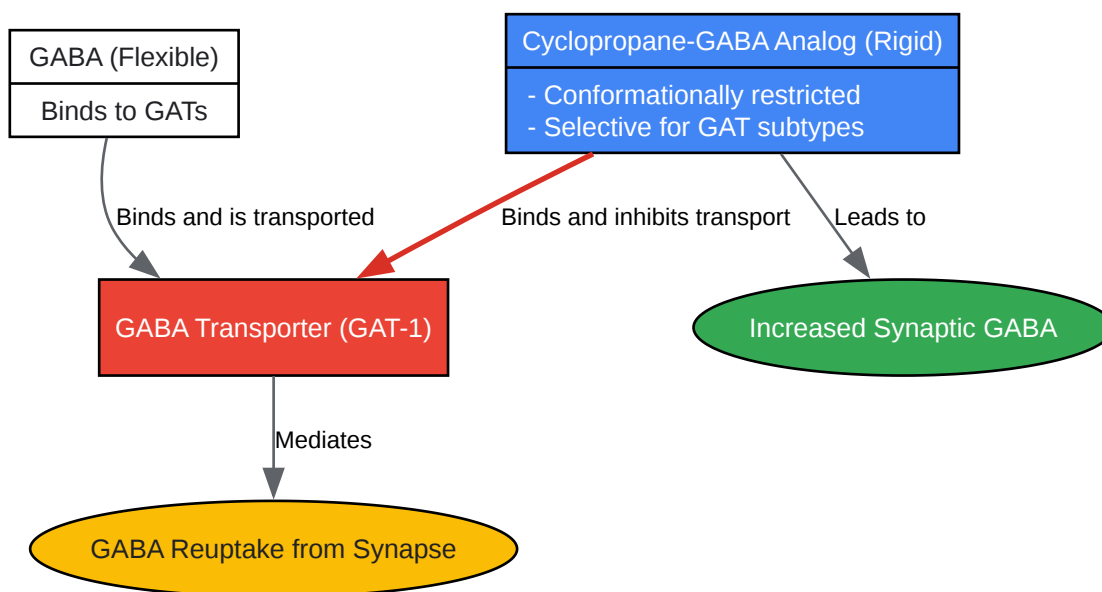 GABA (Flexible)
Binds to GATs
Cyclopropane-GABA Analog (Rigid)
- Conformationally restricted
- Selective for GAT subtypes
Binds and is transported
Binds and inhibits transport
Leads to
GABA Transporter (GAT-1)
Increased Synaptic GABA
Mediates
GABA Reuptake from Synapse